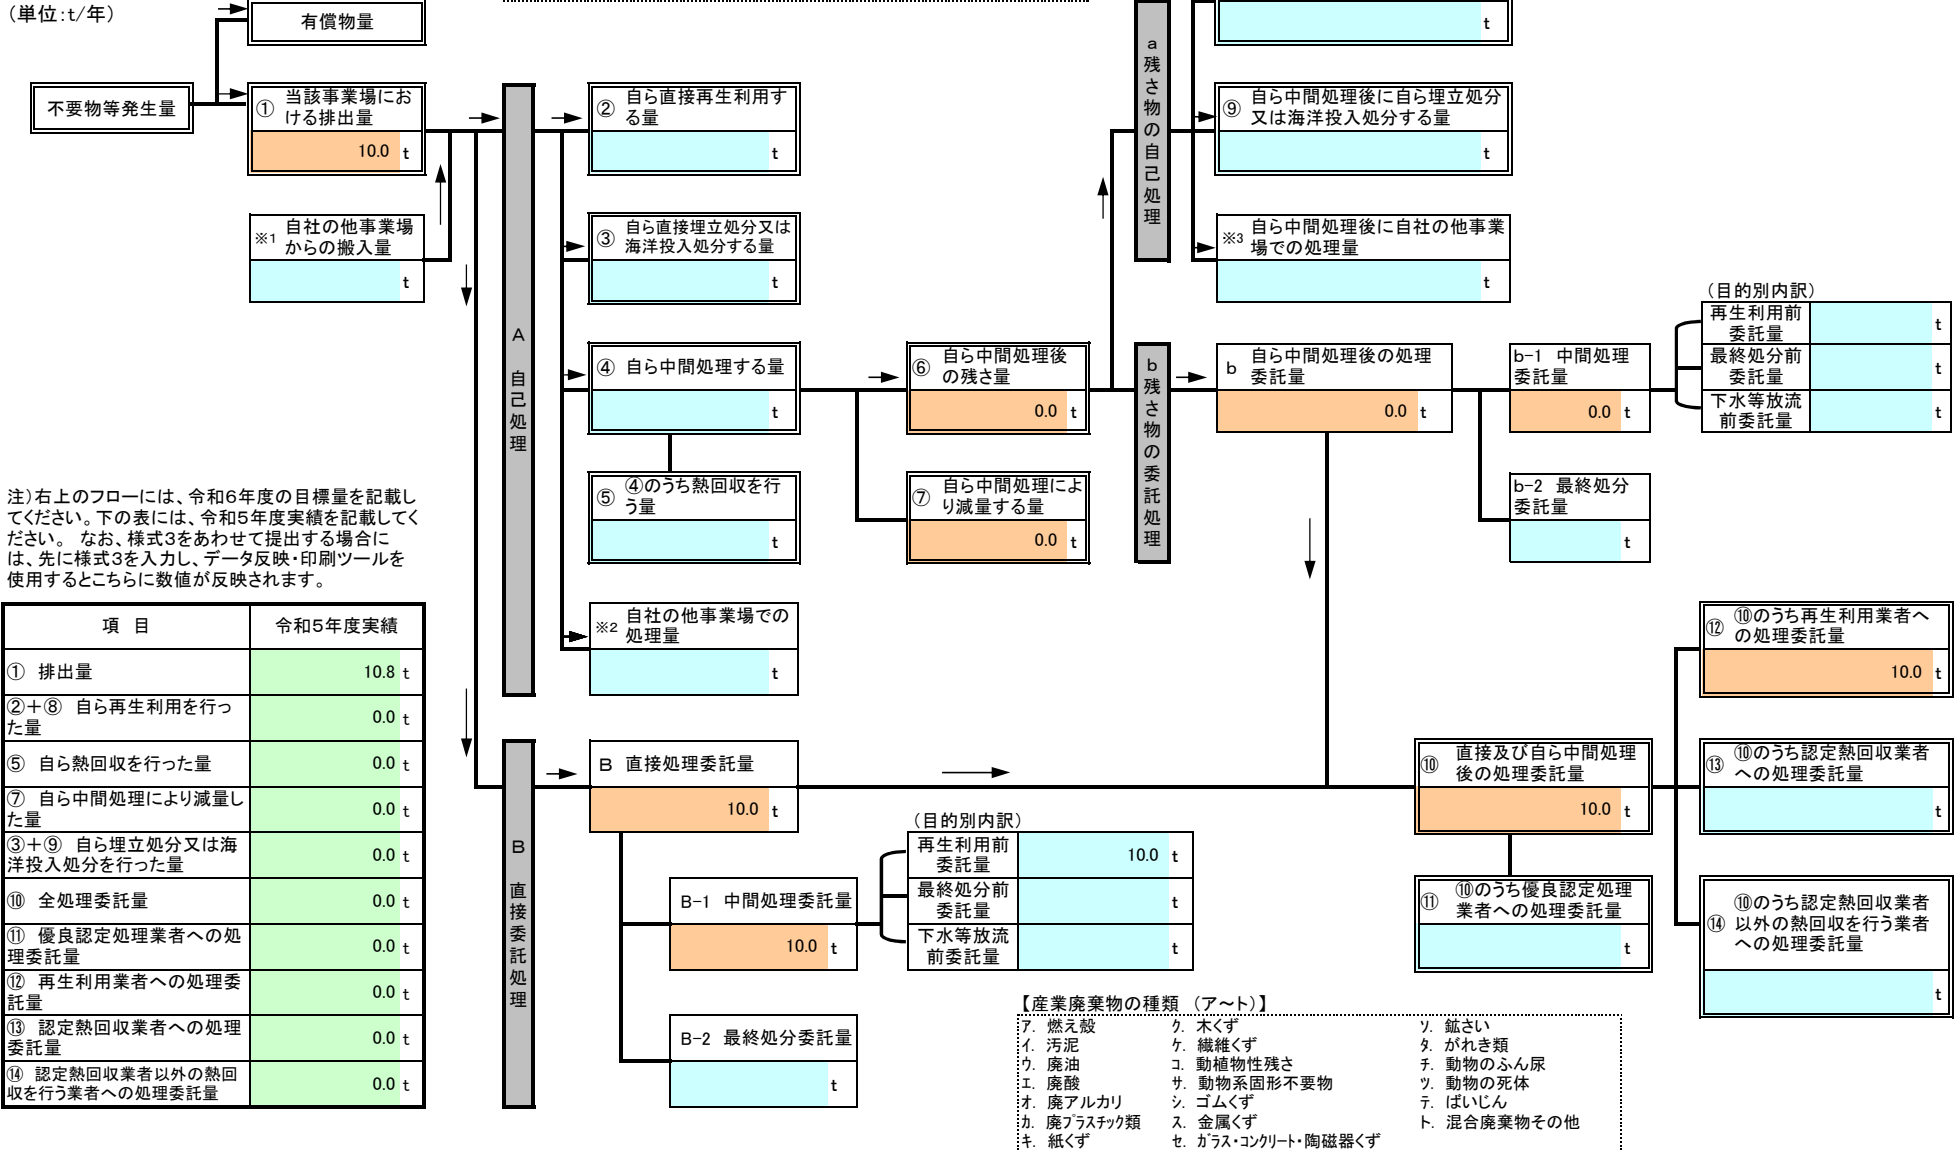 （単位：t/年）
有償物量
不要物等発生量
① 当該事業場にお
ける排出量
10.0 t
※1 自社の他事業場
からの搬入量
t
A 自己処理
② 自ら直接再生利用す
る量
t
③ 自ら直接埋立処分又は
海洋投入処分する量
t
④ 自ら中間処理する量
t
⑤ ④のうち熱回収を行
う量
t
※2 自社の他事業場での
処理量
t
⑥ 自ら中間処理後
の残さ量
0.0 t
⑦ 自ら中間処理によ
り減量する量
0.0 t
a 残さ物の自己処理
t
⑨ 自ら中間処理後に自ら埋立処分
又は海洋投入処分する量
t
※3 自ら中間処理後に自社の他事業
場での処理量
t
b 残さ物の委託処理
b 自ら中間処理後の処理
委託量
0.0 t
b-1 中間処理
委託量
0.0 t
b-2 最終処分
委託量
t
（目的別内訳）
再生利用前
委託量
t
最終処分前
委託量
t
下水等放流
前委託量
t
注）右上のフローには、令和６年度の目標量を記載し
てください。下の表には、令和５年度実績を記載してく
ださい。 なお、様式３をあわせて提出する場合に
は、先に様式３を入力し、データ反映・印刷ツールを
使用するとこちらに数値が反映されます。
項 目 令和５年度実績
① 排出量 10.8 t
②＋⑧ 自ら再生利用を行っ
た量 0.0 t
⑤ 自ら熱回収を行った量 0.0 t
⑦ 自ら中間処理により減量し
た量 0.0 t
③＋⑨ 自ら埋立処分又は海
洋投入処分を行った量 0.0 t
⑩ 全処理委託量 0.0 t
⑪ 優良認定処理業者への処
理委託量 0.0 t
⑫ 再生利用業者への処理委
託量 0.0 t
⑬ 認定熱回収業者への処理
委託量 0.0 t
⑭ 認定熱回収業者以外の熱回
収を行う業者への処理委託量 0.0 t
B 直接委託処理
B 直接処理委託量
10.0 t
B-1 中間処理委託量
10.0 t
B-2 最終処分委託量
t
（目的別内訳）
再生利用前
委託量
10.0 t
最終処分前
委託量
t
下水等放流
前委託量
t
⑩ 直接及び自ら中間処理
後の処理委託量
10.0 t
⑪ ⑩のうち優良認定処理
業者への処理委託量
t
⑫ ⑩のうち再生利用業者へ
の処理委託量
10.0 t
⑬ ⑩のうち認定熱回収業者
への処理委託量
t
⑭ ⑩のうち認定熱回収業者
以外の熱回収を行う業者
への処理委託量
t
【産業廃棄物の種類 （ア～ト）】
ア. 燃え殻 ク. 木くず ソ. 鉱さい
イ. 汚泥 ケ. 繊維くず タ. がれき類
ウ. 廃油 コ. 動植物性残さ チ. 動物のふん尿
エ. 廃酸 サ. 動物系固形不要物 ツ. 動物の死体
オ. 廃アルカリ シ. ゴムくず テ. ばいじん
カ. 廃プラスチック類 ス. 金属くず ト. 混合廃棄物その他
キ. 紙くず セ. ガラス・コンクリート・陶磁器くず